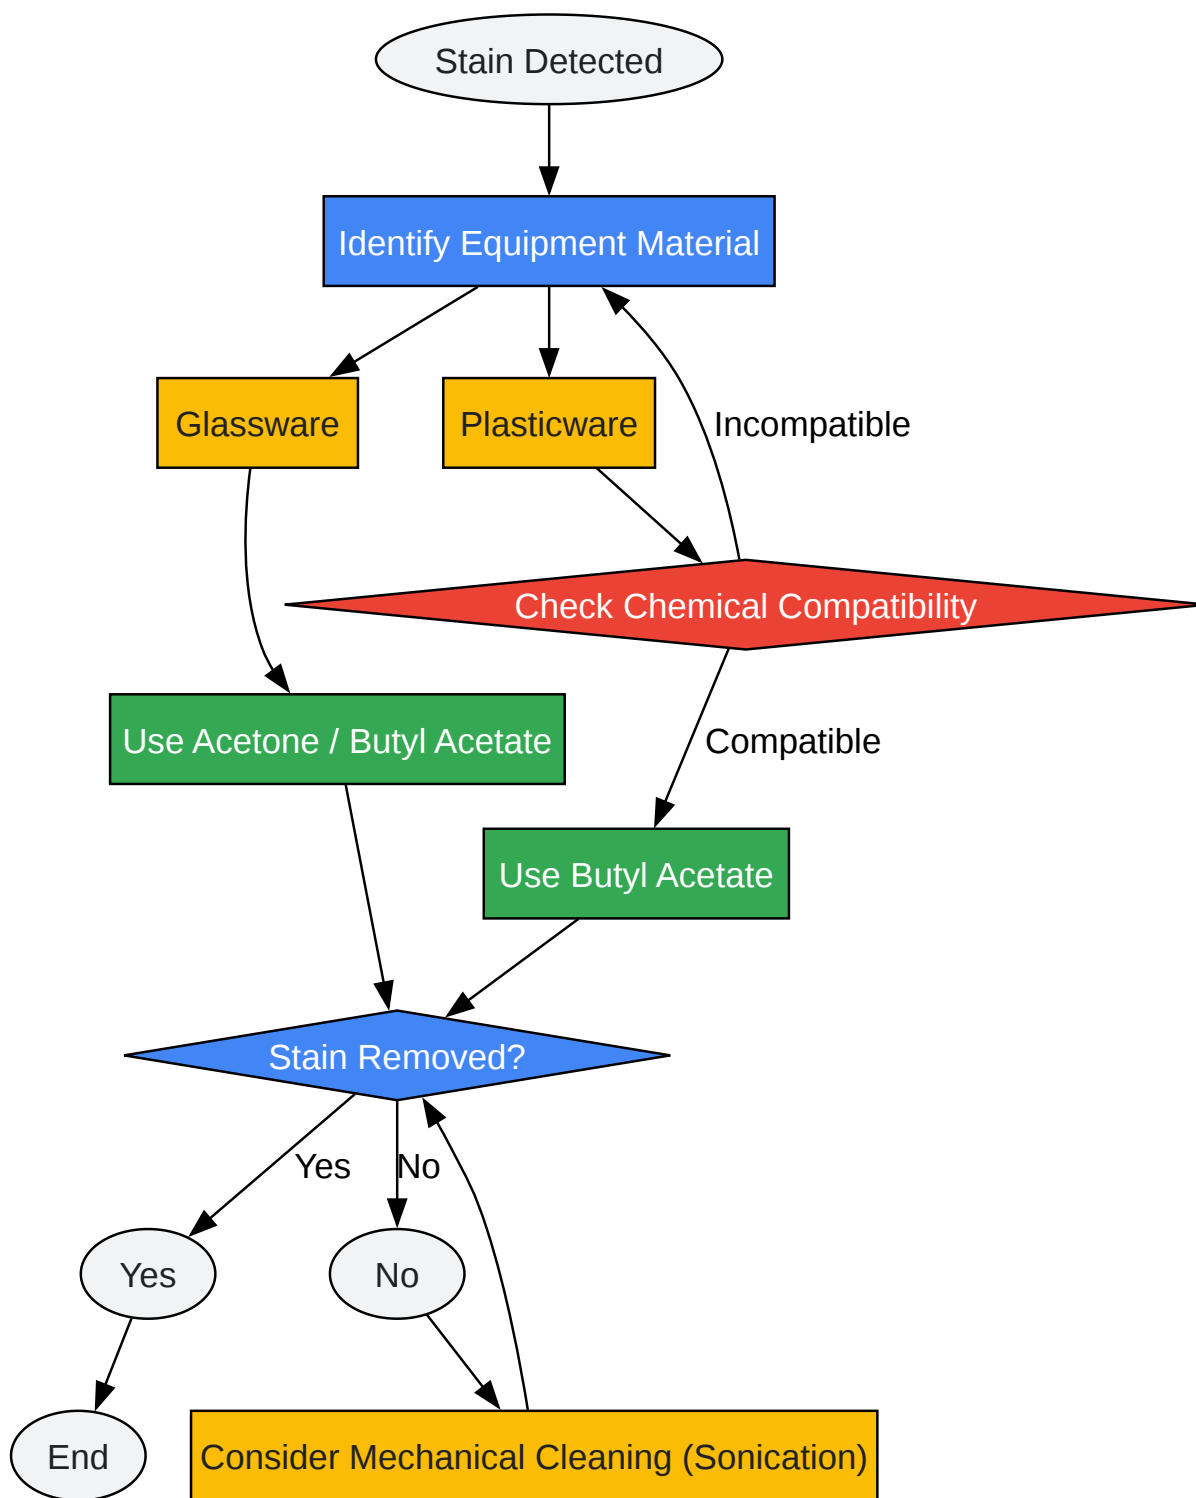 Stain Detected
Identify Equipment Material
Glassware
Plasticware
Incompatible
Check Chemical Compatibility
Use Acetone / Butyl Acetate
Compatible
Use Butyl Acetate
Stain Removed?
Yes
No
Yes
No
End
Consider Mechanical Cleaning (Sonication)